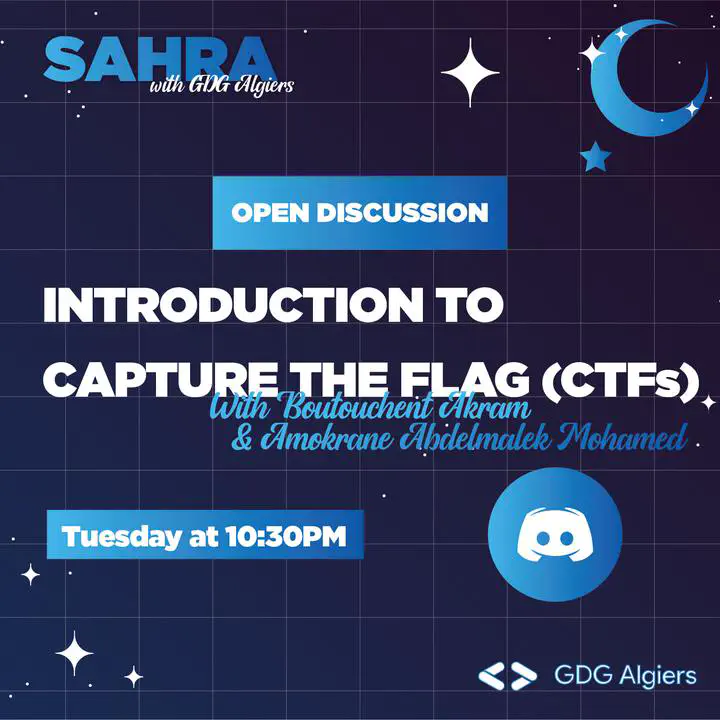 SAHRA
with GDG Algiers
OPEN DISCUSSION
INTRODUCTION TO
CAPTURE THE FLAG (CTFs)
With Boutouchent Akram
& Amokrane Abdelmalek Mohamed
Tuesday at 10:30PM
GDG Algiers